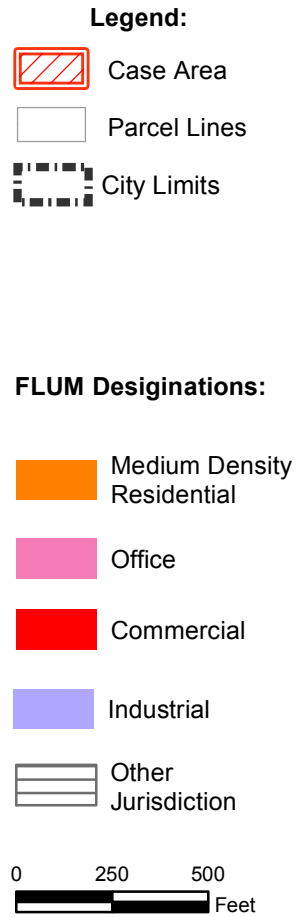 Legend:
Case Area
Parcel Lines
City Limits
FLUM Desiginations:
Medium Density
Residential
Office
Commercial
Industrial
Other
Jurisdiction
0 250 500
Feet